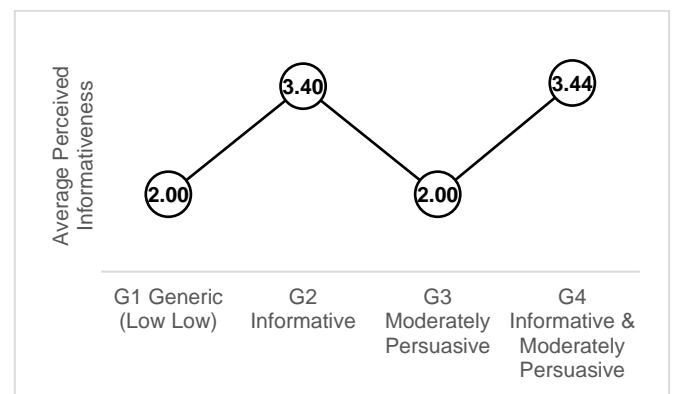 Average Perceived
Informativeness
2.00
3.40
2.00
3.44
G1 Generic
(Low Low)
G2
Informative
G3
Moderately
Persuasive
G4
Informative &
Moderately
Persuasive